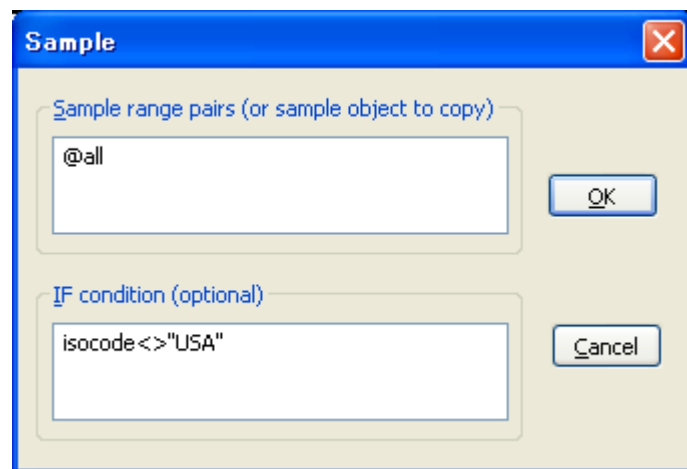 Sample
Sample range pairs (or sample object to copy)
@all
OK
IF condition (optional)
isocode<>"USA"
Cancel